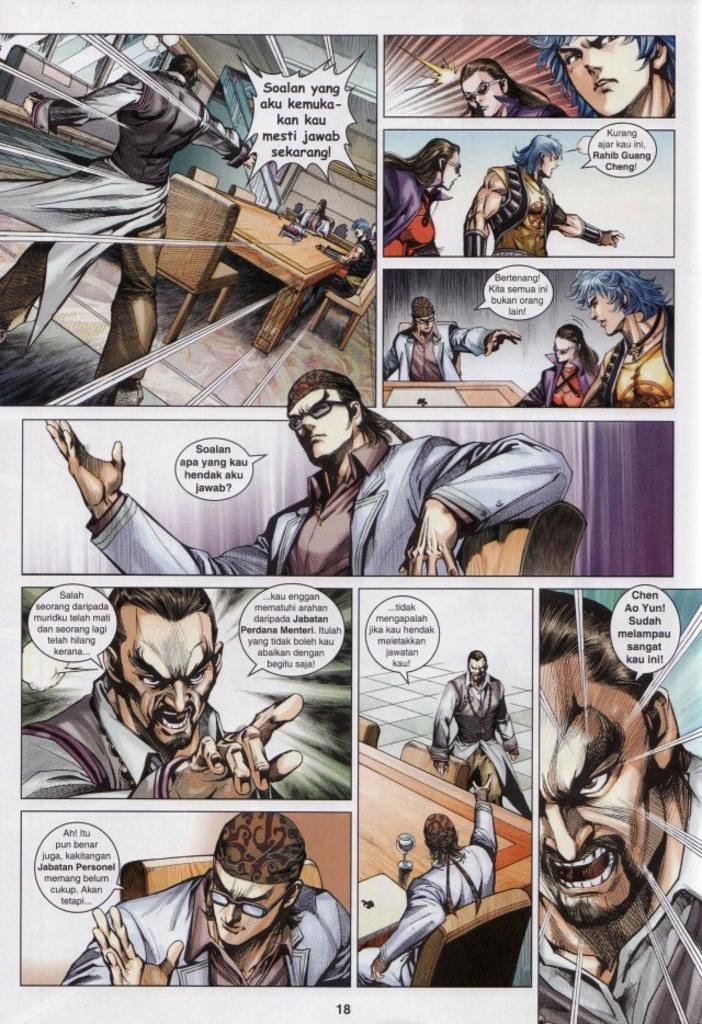 Soalan yang
aku kemuka-
kan kau
mesti jawab
sekarang!
Kurang
ajar kau ini,
Rahib Guang
Cheng!
Bertenang!
Kita semua ini
bukan orang
lain!
Soalan
apa yang kau
hendak aku
jawab?
Salah
seorang daripada
muridku telah mati
dan seorang lagi
telah hilang
kerana...
...kau enggan
mematuhi arahan
daripada Jabatan
Perdana Menteri. Itulah
yang tidak boleh kau
abaikan dengan
begitu saja!
Ah! Itu
pun benar
juga, kakitangan
Jabatan Personel
memang belum
cukup. Akan
tetapi...
...tidak
mengapalah
jika kau hendak
meletakkan
jawatan
kau!
Chen
Ao Yun!
Sudah
melampau
sangat
kau ini!
18